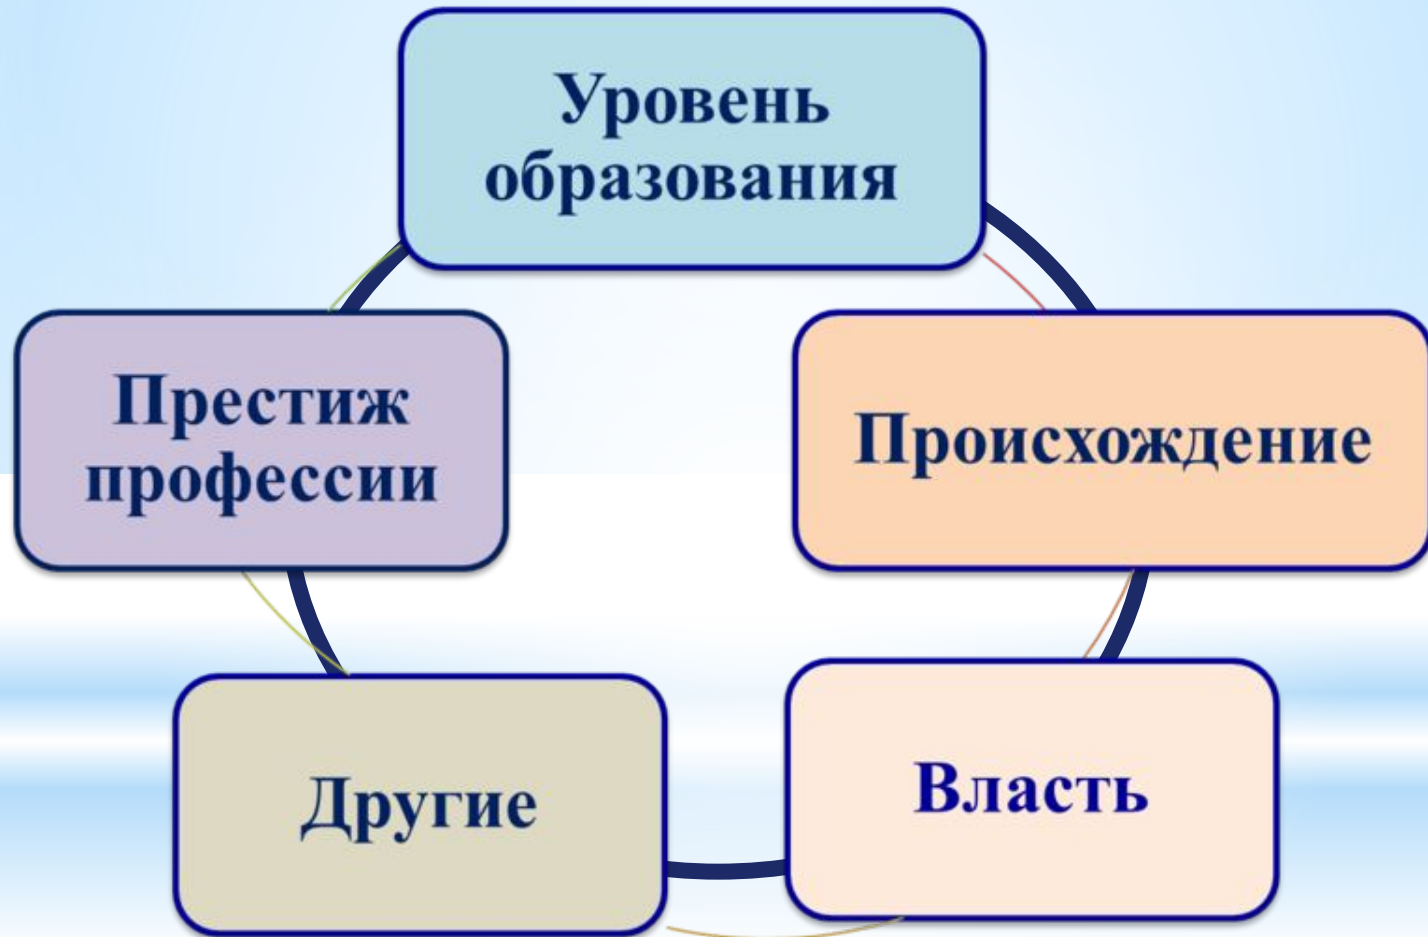 Уровень
образования
Престиж
профессии
Происхождение
Другие
Власть